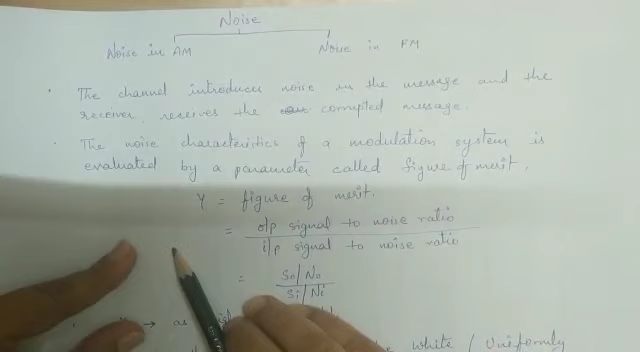 Noise
Noise in AM Noise in FM
The channel introduces noise in the message and the
receiver, receives the corrupted message.
The noise characteristics of a modulation system is
evaluated by a parameter called figure of merit.
γ = figure of merit.
= o/p signal to noise ratio
i/p signal to noise ratio
= So/No
Si/Ni
→ as
the white / Uniformly